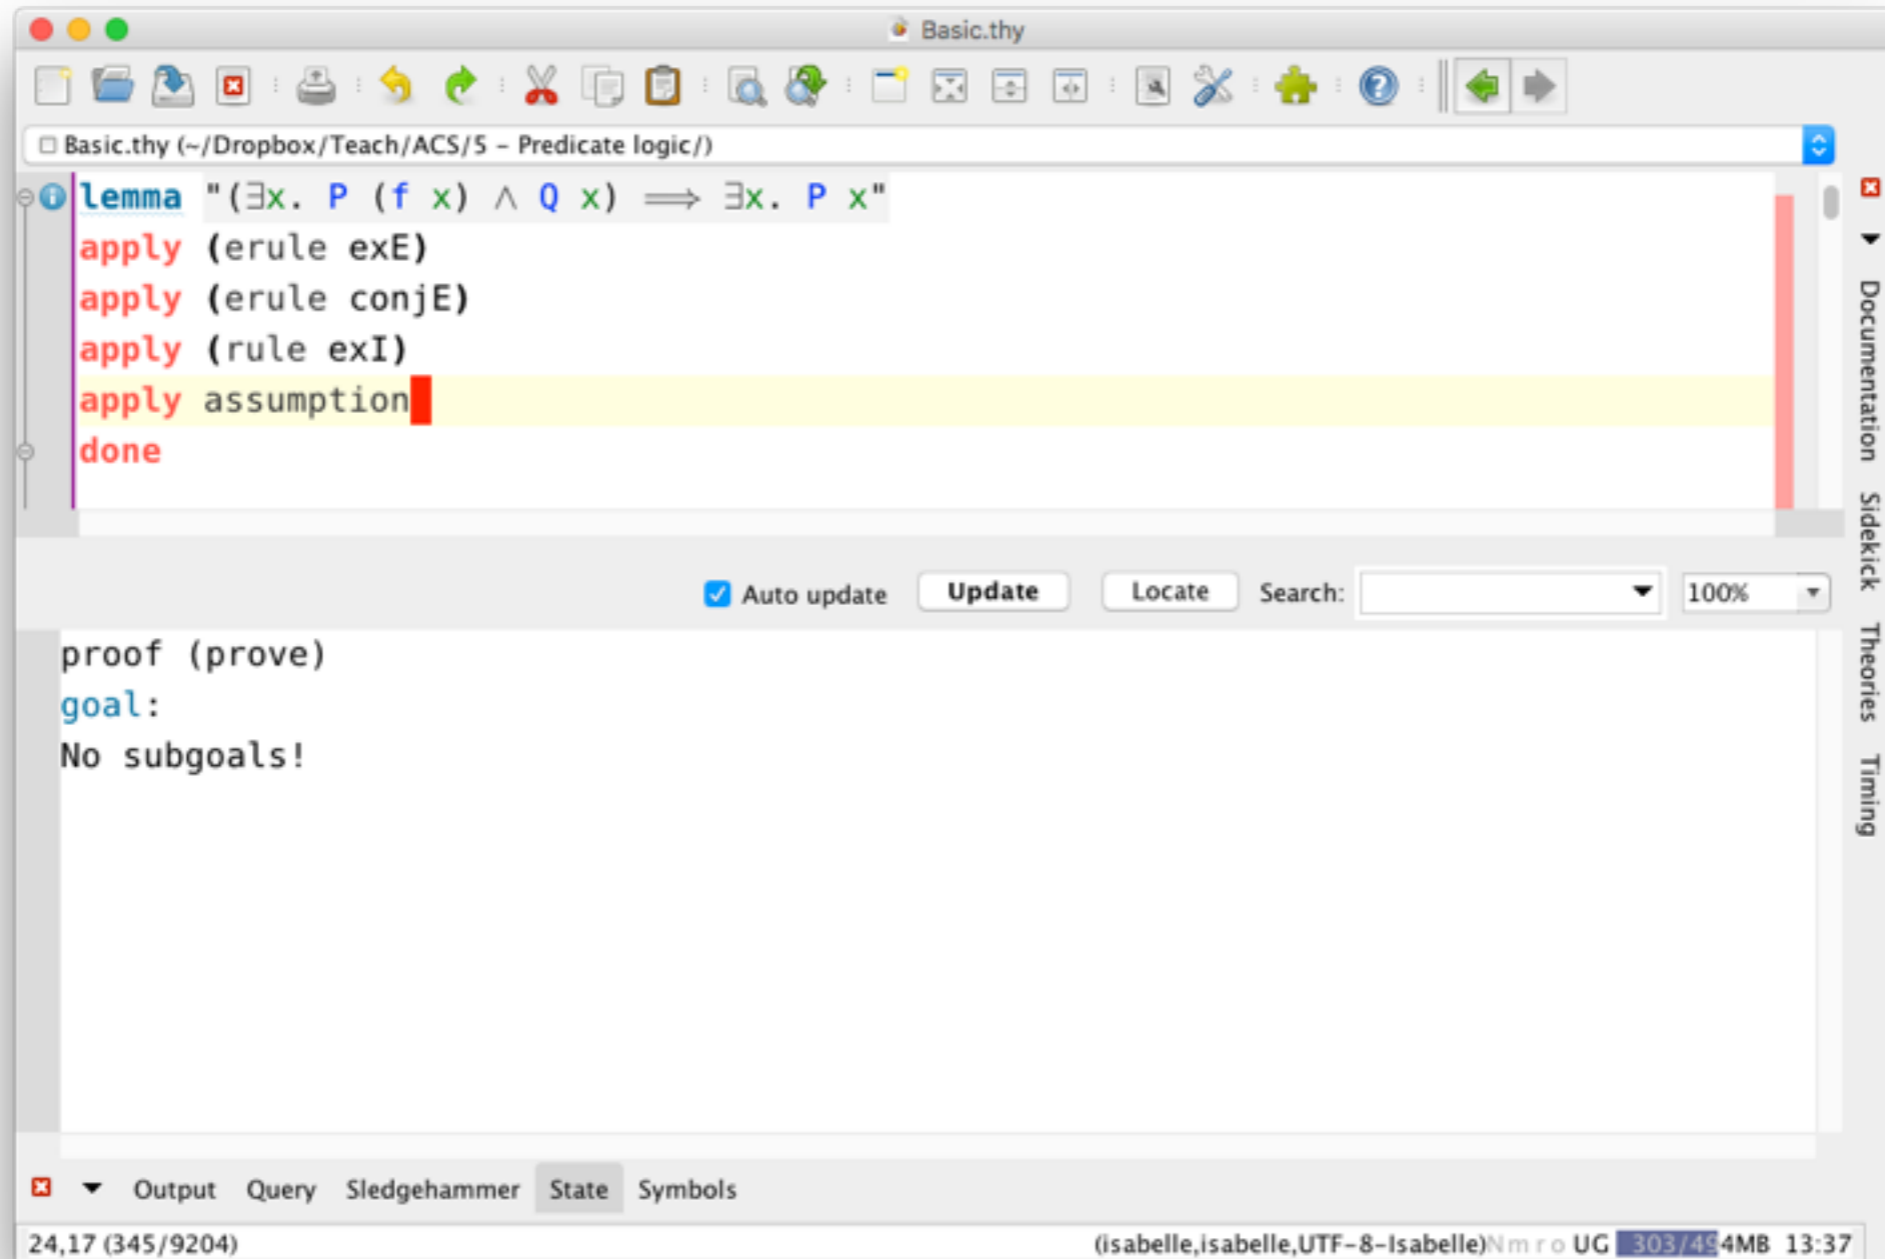 Basic.thy
Basic.thy (~/Dropbox/Teach/ACS/5 – Predicate logic/)
lemma "(∃x. P (f x) ∧ Q x) ⟹ ∃x. P x"
apply (erule exE)
apply (erule conjE)
apply (rule exI)
apply assumption
done
Auto update Update Locate Search: 100%
proof (prove)
goal:
No subgoals!
Documentation
Sidekick
Theories
Timing
Output Query Sledgehammer State Symbols
24,17 (345/9204) (isabelle,isabelle,UTF-8-Isabelle)N m r o UG 303/494MB 13:37